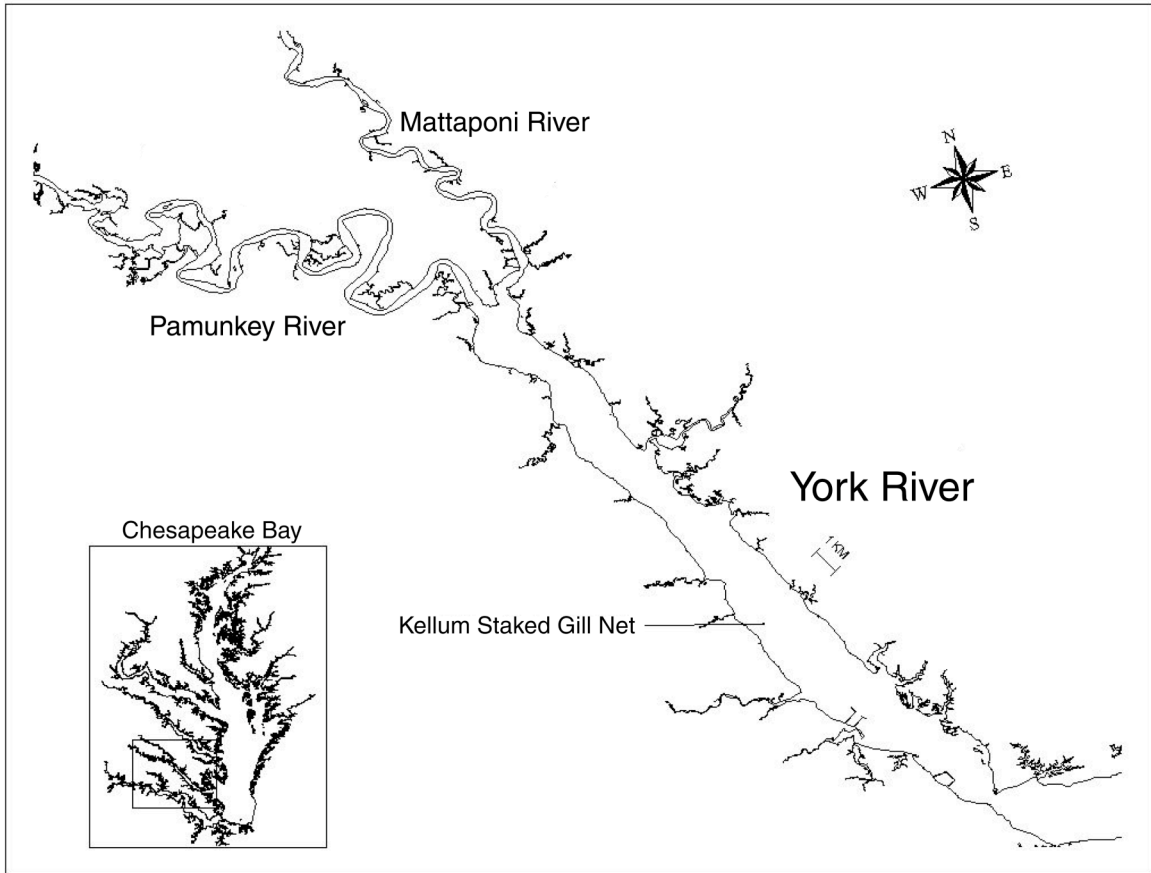 Mattaponi River
N
E
W
S
Pamunkey River
York River
Chesapeake Bay
1 KM
Kellum Staked Gill Net